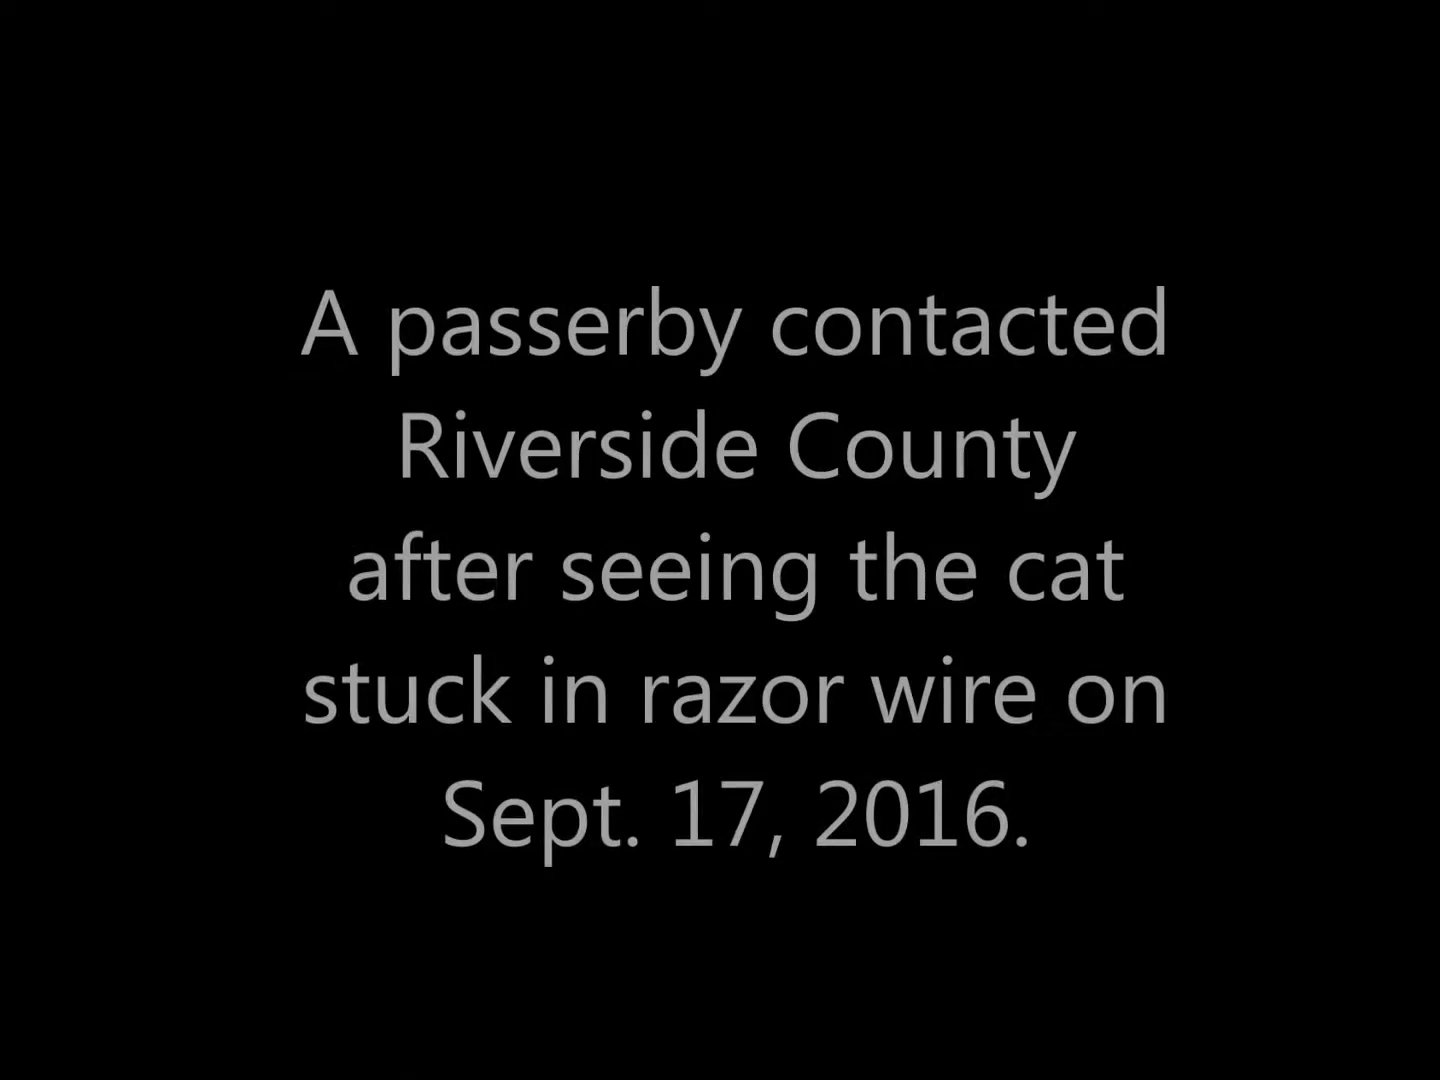 A passerby contacted
Riverside County
after seeing the cat
stuck in razor wire on
Sept. 17, 2016.